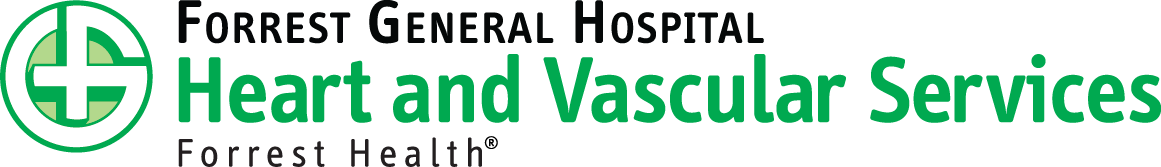 Forrest General Hospital
Heart and Vascular Services
Forrest Health®